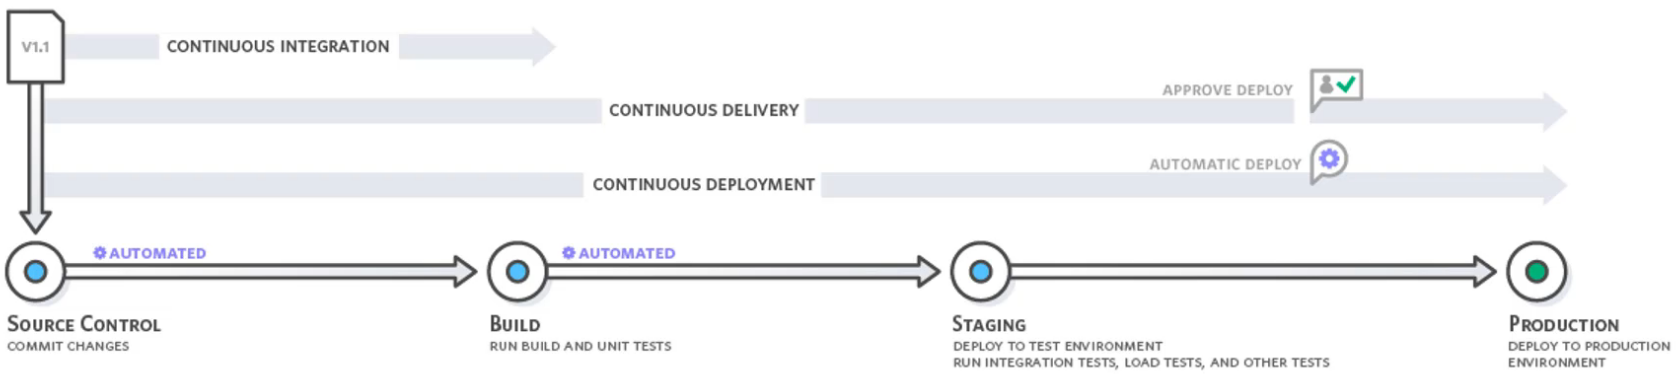 V1.1
CONTINUOUS INTEGRATION
APPROVE DEPLOY
CONTINUOUS DELIVERY
AUTOMATIC DEPLOY
CONTINUOUS DEPLOYMENT
AUTOMATED
AUTOMATED
SOURCE CONTROL
COMMIT CHANGES
BUILD
RUN BUILD AND UNIT TESTS
STAGING
DEPLOY TO TEST ENVIRONMENT
RUN INTEGRATION TESTS, LOAD TESTS, AND OTHER TESTS
PRODUCTION
DEPLOY TO PRODUCTION
ENVIRONMENT